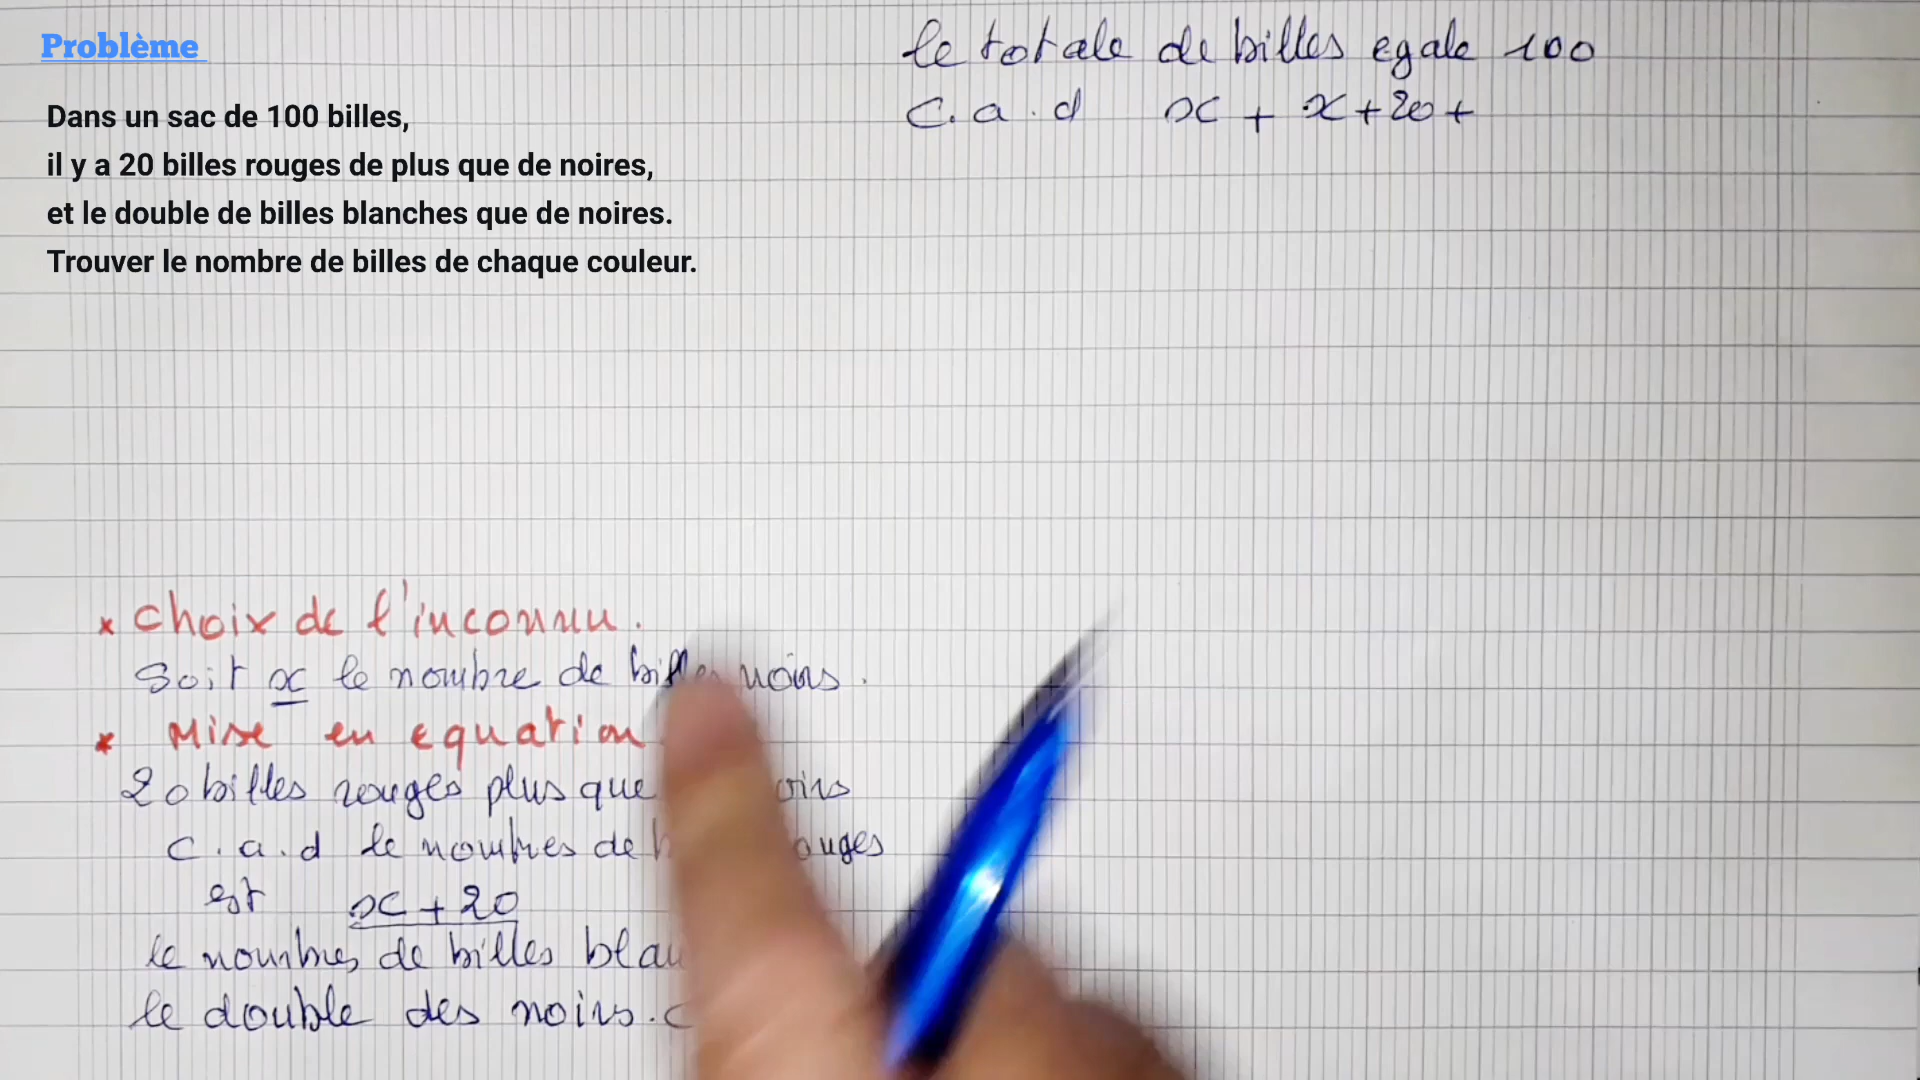 Problème
Dans un sac de 100 billes,
il y a 20 billes rouges de plus que de noires,
et le double de billes blanches que de noires.
Trouver le nombre de billes de chaque couleur.
le totale de billes egale 100
c.a.d x + x+20+
* Choix de l'inconnu.
Soit x le nombre de billes noirs.
* Mise en equation
20 billes rouges plus que
c.a.d le nombres de
est x+20
le nombres de billes
le double des noirs.